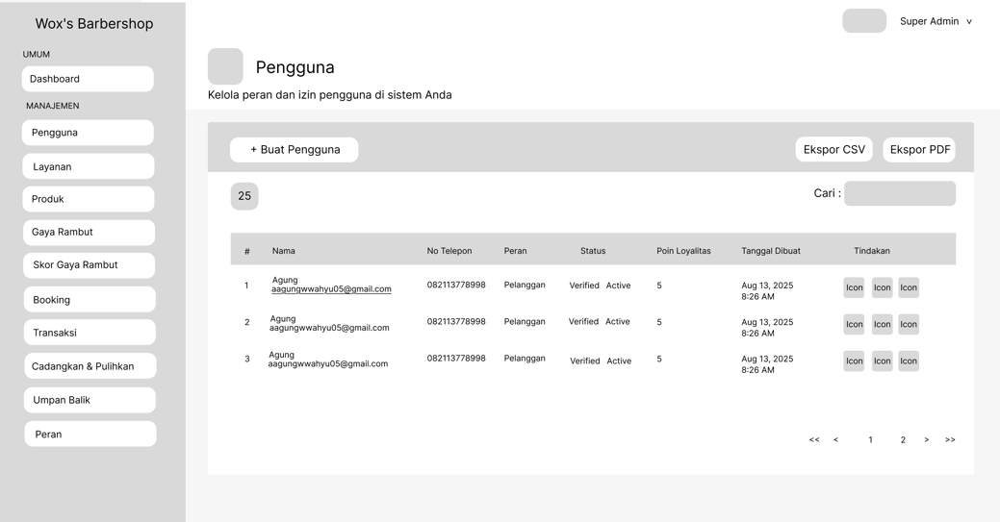 Wox's Barbershop
Super Admin v
UMUM
Dashboard
MANAJEMEN
Pengguna
Layanan
Produk
Gaya Rambut
Skor Gaya Rambut
Booking
Transaksi
Cadangkan & Pulihkan
Umpan Balik
Peran
Pengguna
Kelola peran dan izin pengguna di sistem Anda
+ Buat Pengguna Ekspor CSV Ekspor PDF
25 Cari :
# Nama No Telepon Peran Status Poin Loyalitas Tanggal Dibuat Tindakan
1 Agung 082113778998 Pelanggan Verified Active 5 Aug 13, 2025 Icon Icon Icon
aagungwwahyu05@gmail.com 8:26 AM
2 Agung 082113778998 Pelanggan Verified Active 5 Aug 13, 2025 Icon Icon Icon
aagungwwahyu05@gmail.com 8:26 AM
3 Agung 082113778998 Pelanggan Verified Active 5 Aug 13, 2025 Icon Icon Icon
aagungwwahyu05@gmail.com 8:26 AM
<< < 1 2 > >>